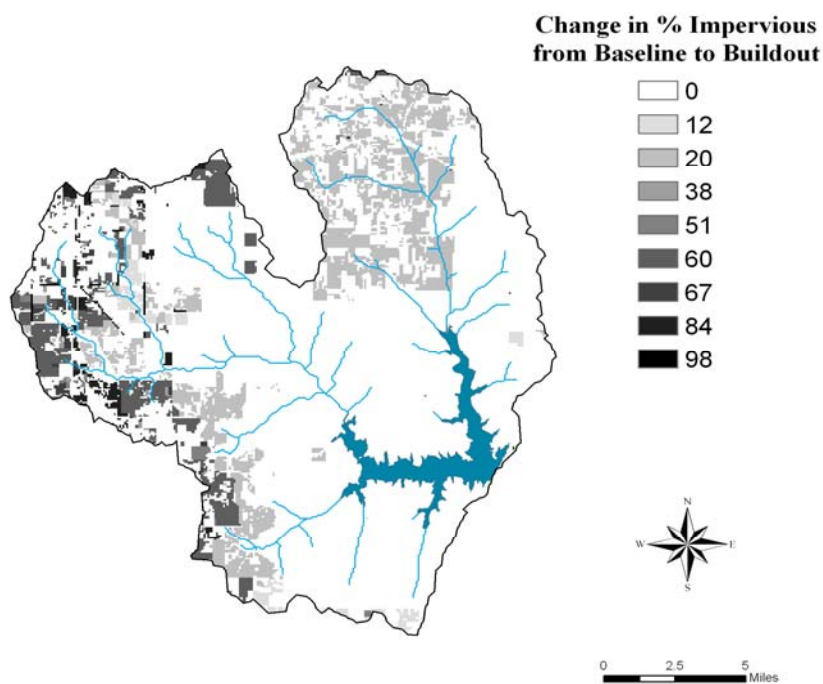 Change in % Impervious
from Baseline to Buildout
0
12
20
38
51
60
67
84
98
N
W E
S
0 2.5 5
Miles